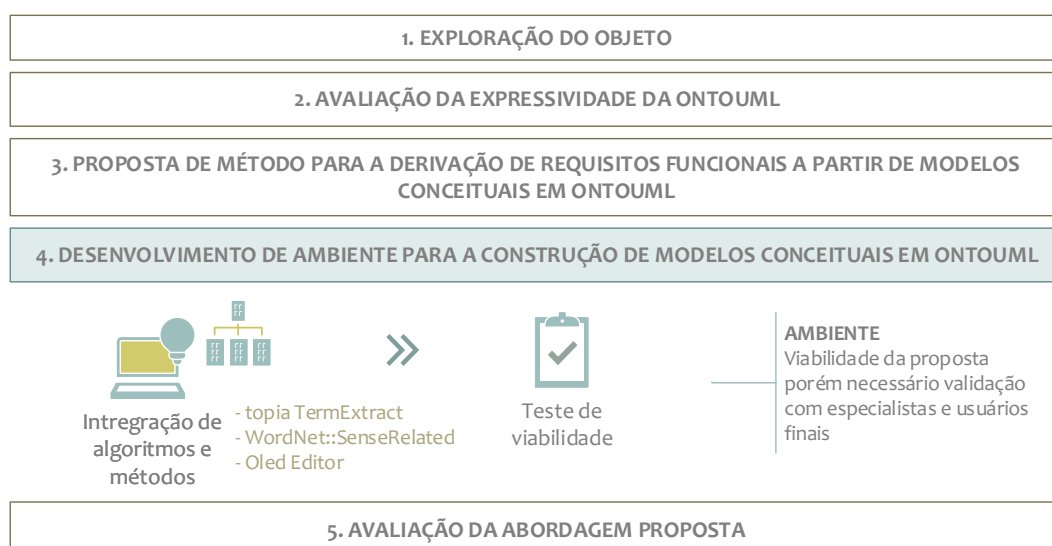 1. EXPLORAÇÃO DO OBJETO
2. AVALIAÇÃO DA EXPRESSIVIDADE DA ONTOUML
3. PROPOSTA DE MÉTODO PARA A DERIVAÇÃO DE REQUISITOS FUNCIONAIS A PARTIR DE MODELOS
CONCEITUAIS EM ONTOUML
4. DESENVOLVIMENTO DE AMBIENTE PARA A CONSTRUÇÃO DE MODELOS CONCEITUAIS EM ONTOUML
Intregração de
algoritmos e
métodos
- topia TermExtract
- WordNet::SenseRelated
- Oled Editor
Teste de
viabilidade
AMBIENTE
Viabilidade da proposta
porém necessário validação
com especialistas e usuários
finais
5. AVALIAÇÃO DA ABORDAGEM PROPOSTA